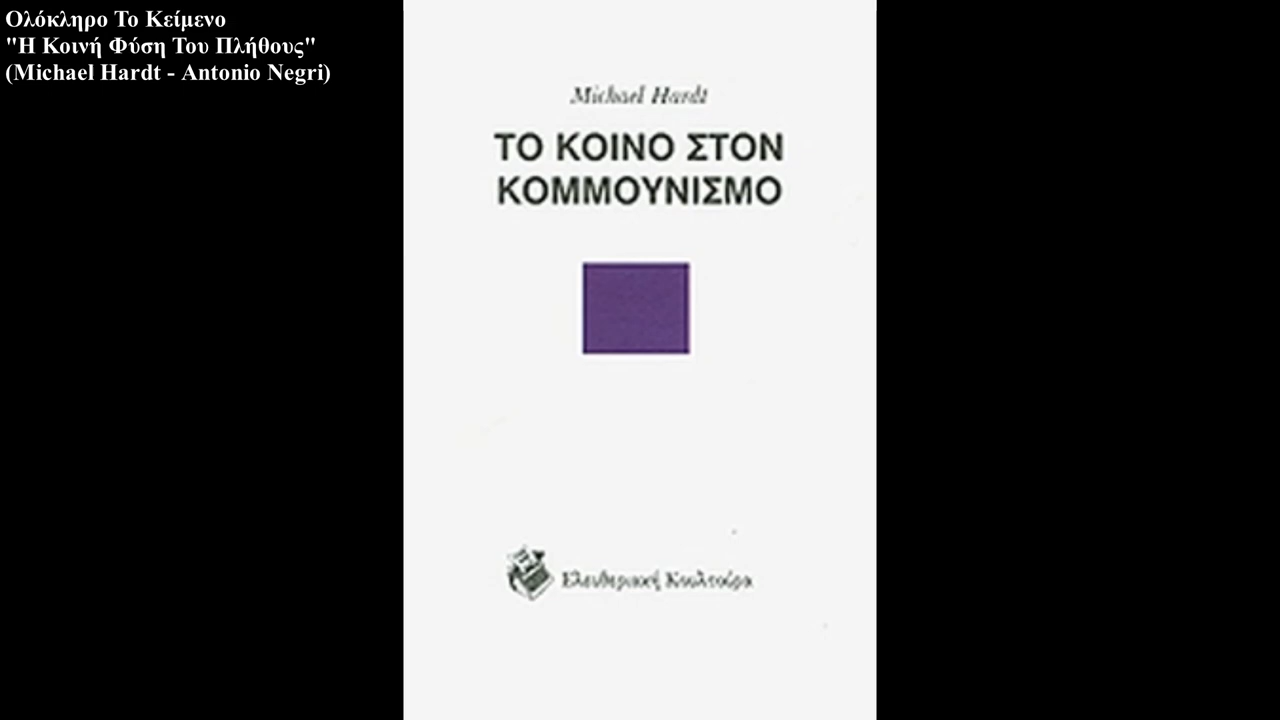 Ολόκληρο Το Κείμενο
"Η Κοινή Φύση Του Πλήθους"
(Michael Hardt - Antonio Negri)
Michael Hardt
ΤΟ ΚΟΙΝΟ ΣΤΟΝ
ΚΟΜΜΟΥΝΙΣΜΟ
Ελευθεριακή Κουλτούρα